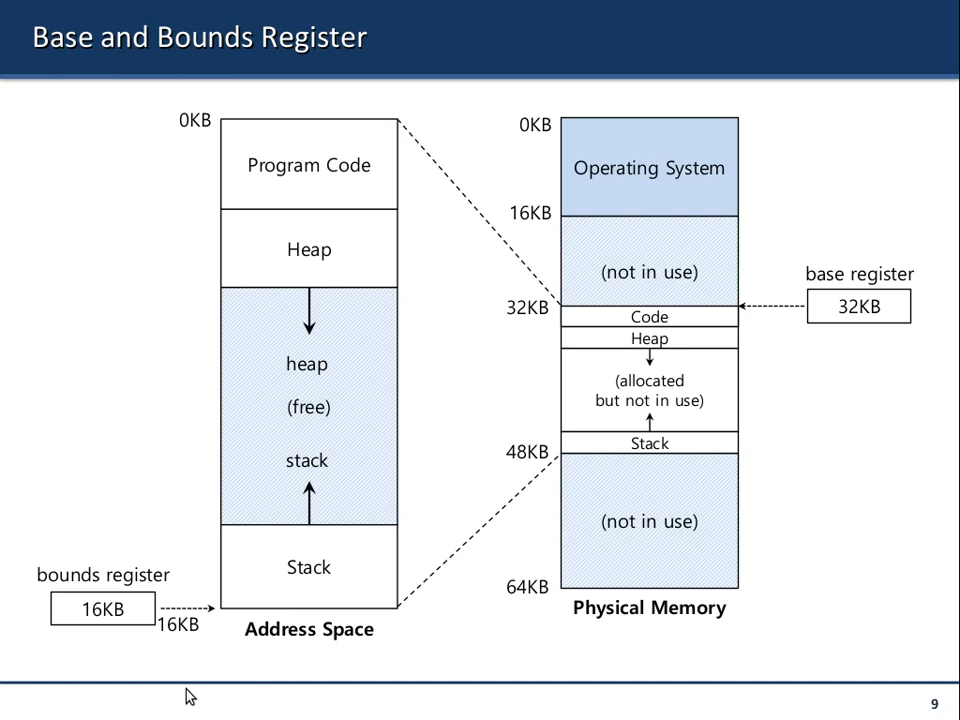 Base and Bounds Register
0KB
Program Code
Heap
heap
(free)
stack
Stack
bounds register
16KB
16KB
Address Space
0KB
Operating System
16KB
(not in use)
32KB
Code
Heap
(allocated
but not in use)
Stack
48KB
(not in use)
64KB
Physical Memory
base register
32KB
9